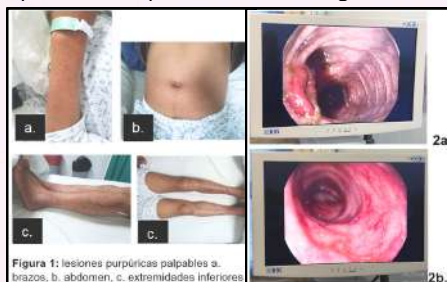 a.
b.
c.
c.
Figura 1: lesiones purpúricas palpables a.
brazos, b. abdomen, c. extremidades inferiores
2a
2b.